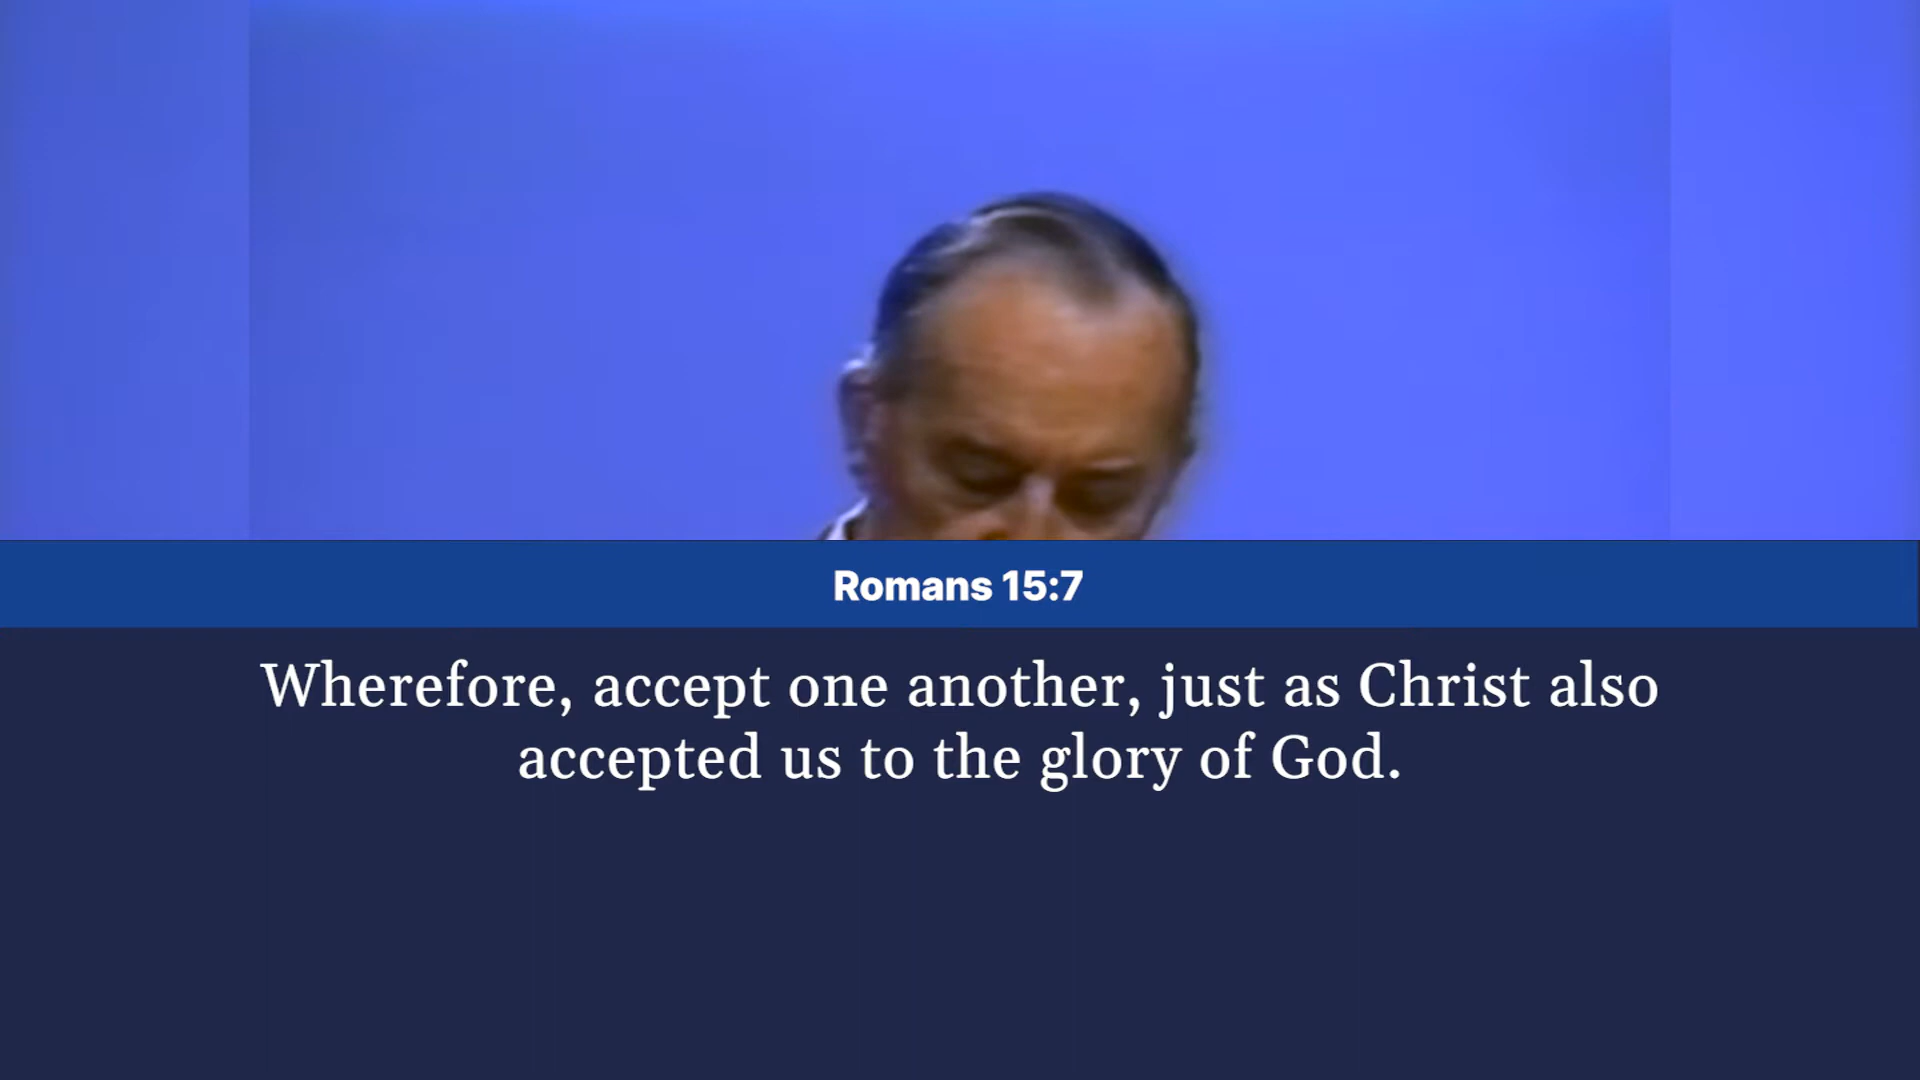 Romans 15:7
Wherefore, accept one another, just as Christ also
accepted us to the glory of God.